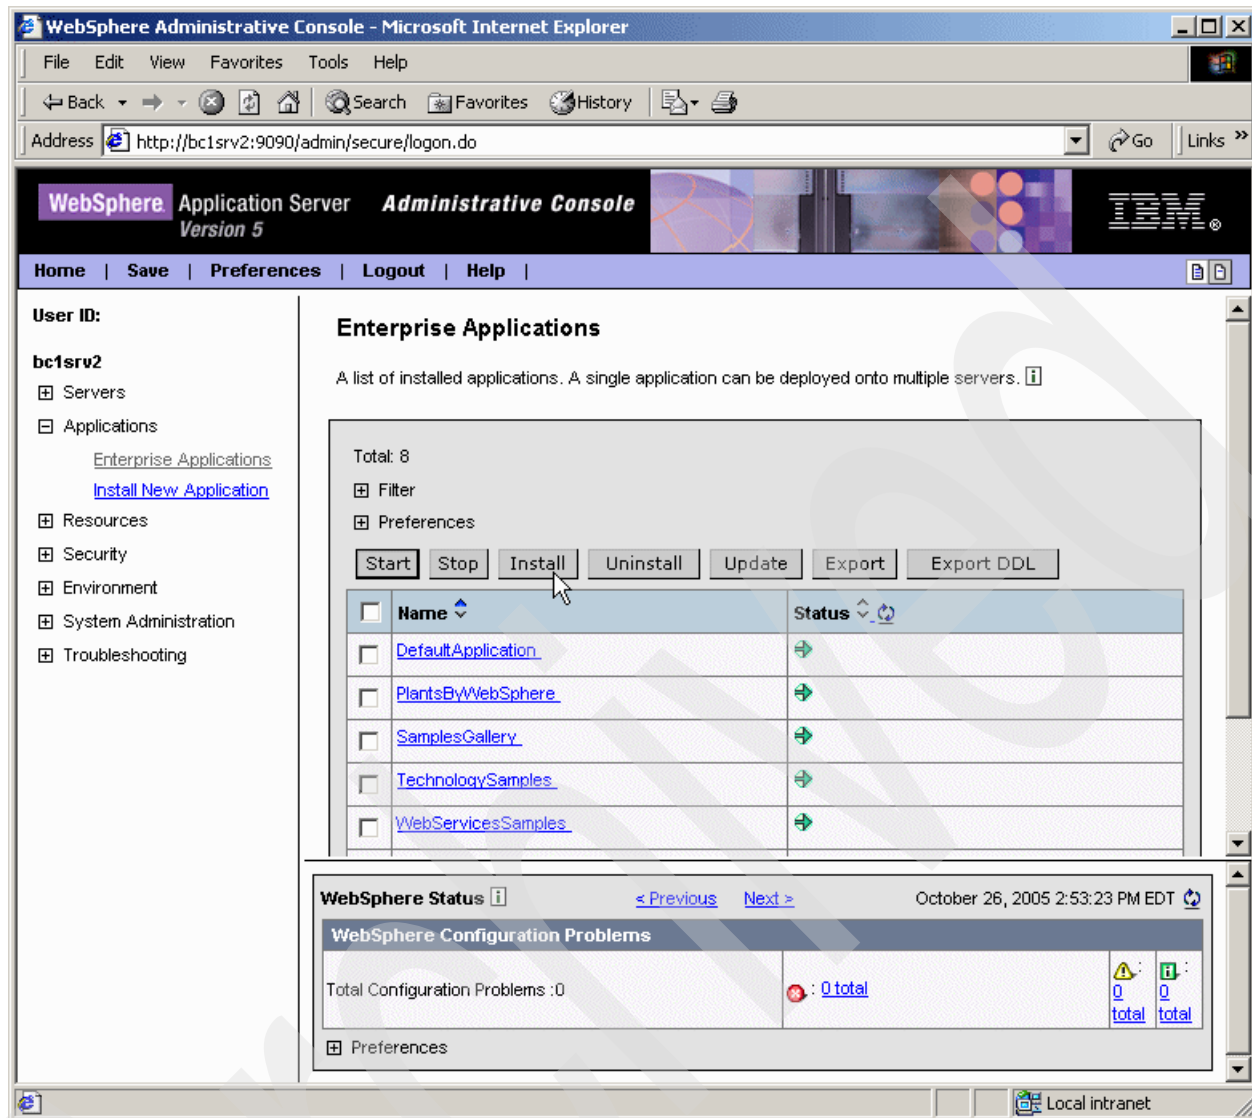 WebSphere Administrative Console - Microsoft Internet Explorer
File Edit View Favorites Tools Help
Back Search Favorites History
Address http://bc1srv2:9090/admin/secure/logon.do Go Links »
WebSphere. Application Server Administrative Console IBM®
Version 5
Home | Save | Preferences | Logout | Help |
User ID:
bc1srv2
Servers
Applications
Enterprise Applications
Install New Application
Resources
Security
Environment
System Administration
Troubleshooting
Enterprise Applications
A list of installed applications. A single application can be deployed onto multiple servers. i
Total: 8
Filter
Preferences
Start Stop Install Uninstall Update Export Export DDL
Name Status
DefaultApplication
PlantsByWebSphere
SamplesGallery
TechnologySamples
WebServicesSamples
WebSphere Status i < Previous Next > October 26, 2005 2:53:23 PM EDT
WebSphere Configuration Problems
Total Configuration Problems :0 : 0 total : 0 total : 0 total
Preferences
Local intranet